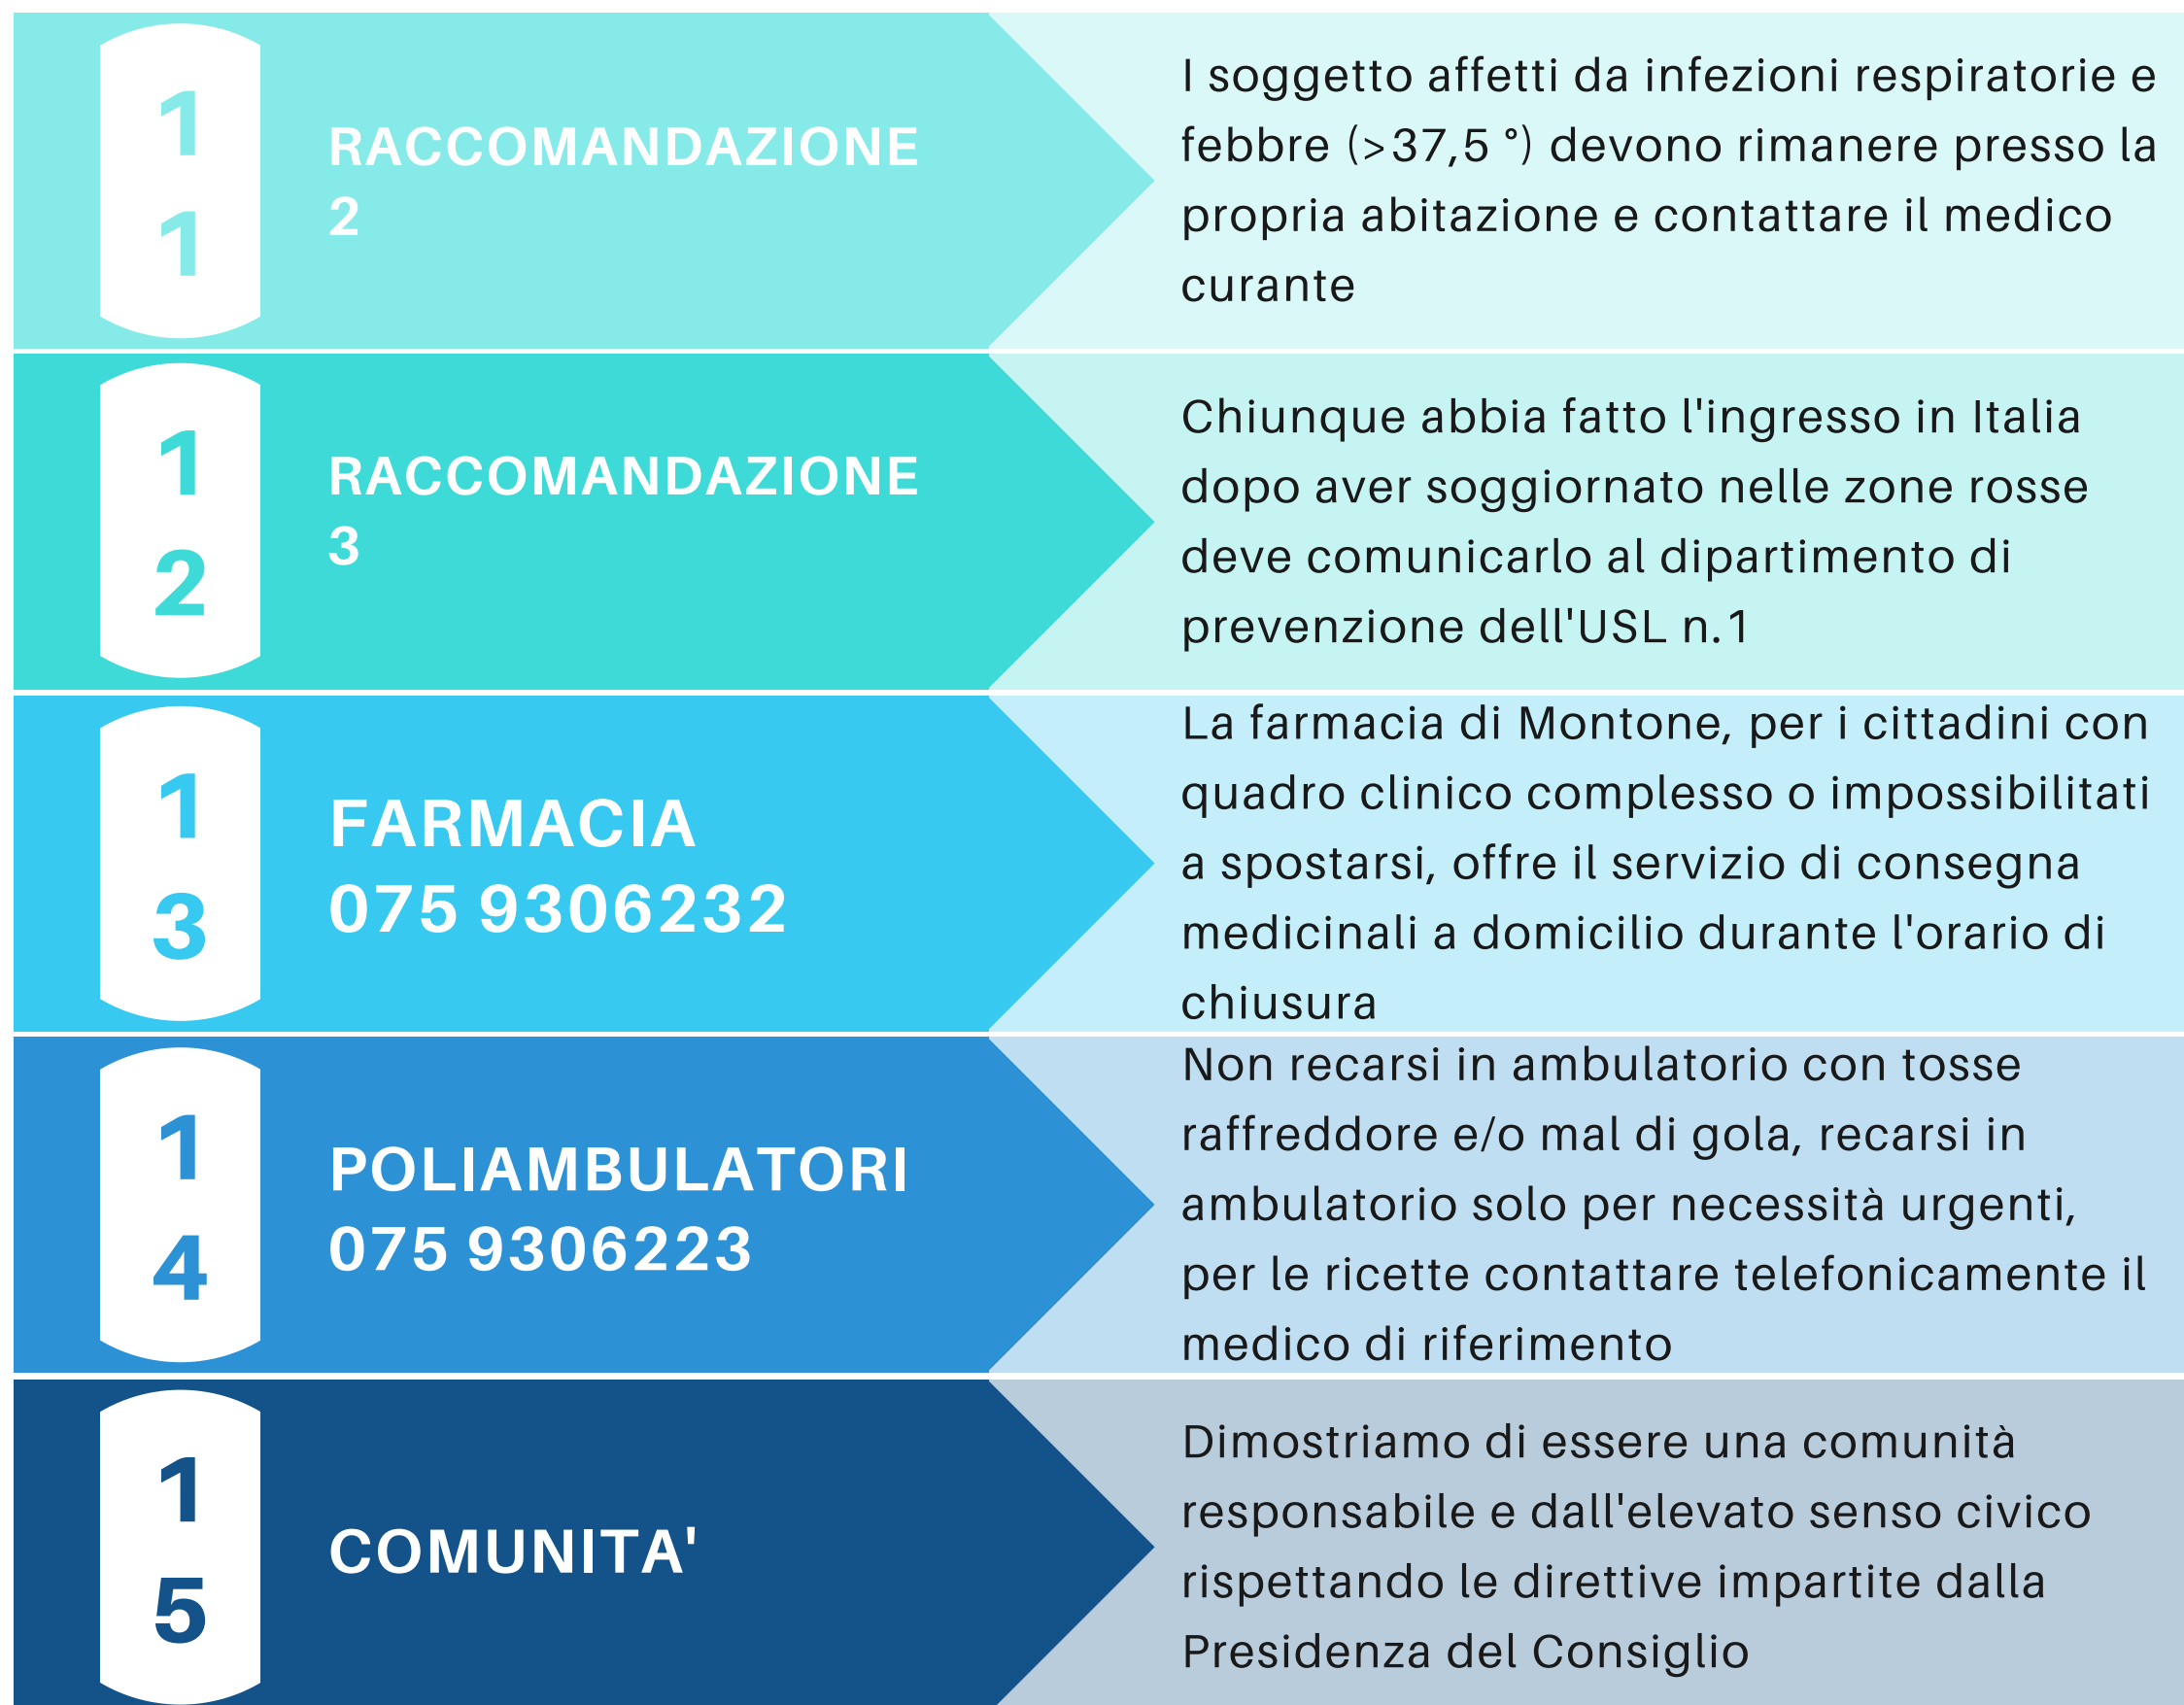 1
1
RACCOMANDAZIONE
2
I soggetto affetti da infezioni respiratorie e
febbre (>37,5 °) devono rimanere presso la
propria abitazione e contattare il medico
curante
1
2
RACCOMANDAZIONE
3
Chiunque abbia fatto l'ingresso in Italia
dopo aver soggiornato nelle zone rosse
deve comunicarlo al dipartimento di
prevenzione dell'USL n.1
1
3
FARMACIA
075 9306232
La farmacia di Montone, per i cittadini con
quadro clinico complesso o impossibilitati
a spostarsi, offre il servizio di consegna
medicinali a domicilio durante l'orario di
chiusura
1
4
POLIAMBULATORI
075 9306223
Non recarsi in ambulatorio con tosse
raffreddore e/o mal di gola, recarsi in
ambulatorio solo per necessità urgenti,
per le ricette contattare telefonicamente il
medico di riferimento
1
5
COMUNITA'
Dimostriamo di essere una comunità
responsabile e dall'elevato senso civico
rispettando le direttive impartite dalla
Presidenza del Consiglio